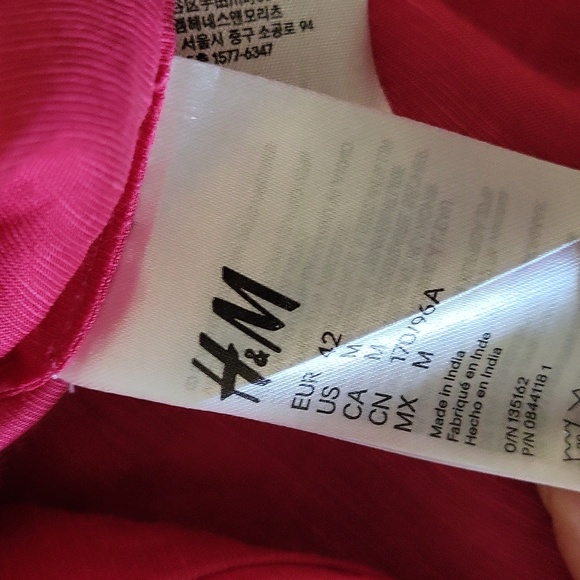 서울시 중구 소공로 94
1577-6347
H&M
EUR 42
US M
CA M
CN 170/96A
MX M
Made in India
Fabriqué en Inde
Hecho en India
O/N 135162
P/N 0844118 1